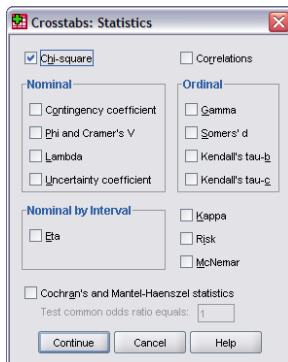 Crosstabs: Statistics
Chi-square
Correlations
Nominal
Contingency coefficient
Phi and Cramer's V
Lambda
Uncertainty coefficient
Ordinal
Gamma
Somers' d
Kendall's tau-b
Kendall's tau-c
Nominal by Interval
Eta
Kappa
Risk
McNemar
Cochran's and Mantel-Haenszel statistics
Test common odds ratio equals: 1
Continue Cancel Help